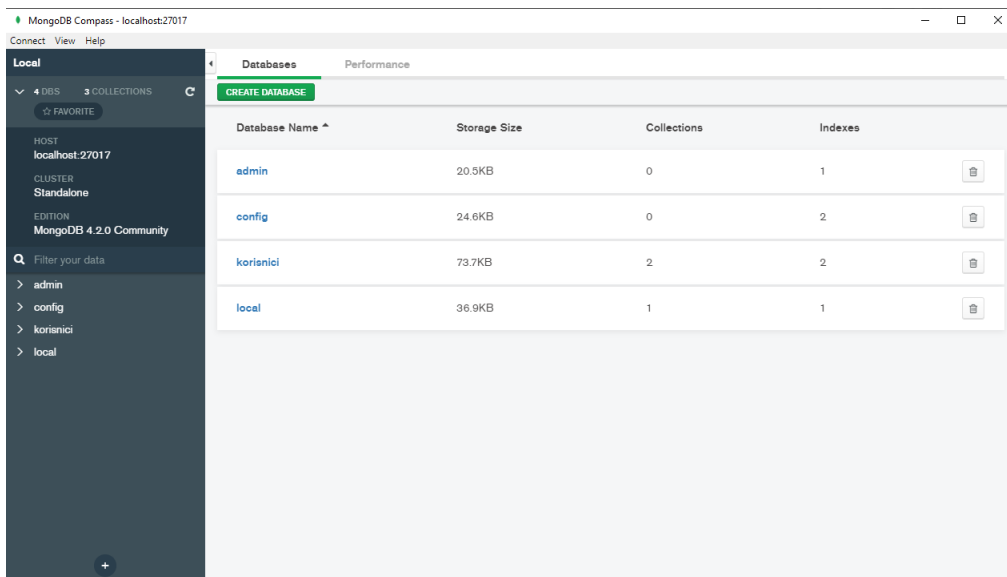 MongoDB Compass - localhost:27017
Connect View Help
Local
4 DBS 3 COLLECTIONS
FAVORITE
HOST
localhost:27017
CLUSTER
Standalone
EDITION
MongoDB 4.2.0 Community
Filter your data
admin
config
korisnici
local
Databases Performance
CREATE DATABASE
Database Name Storage Size Collections Indexes
admin 20.5KB 0 1
config 24.6KB 0 2
korisnici 73.7KB 2 2
local 36.9KB 1 1